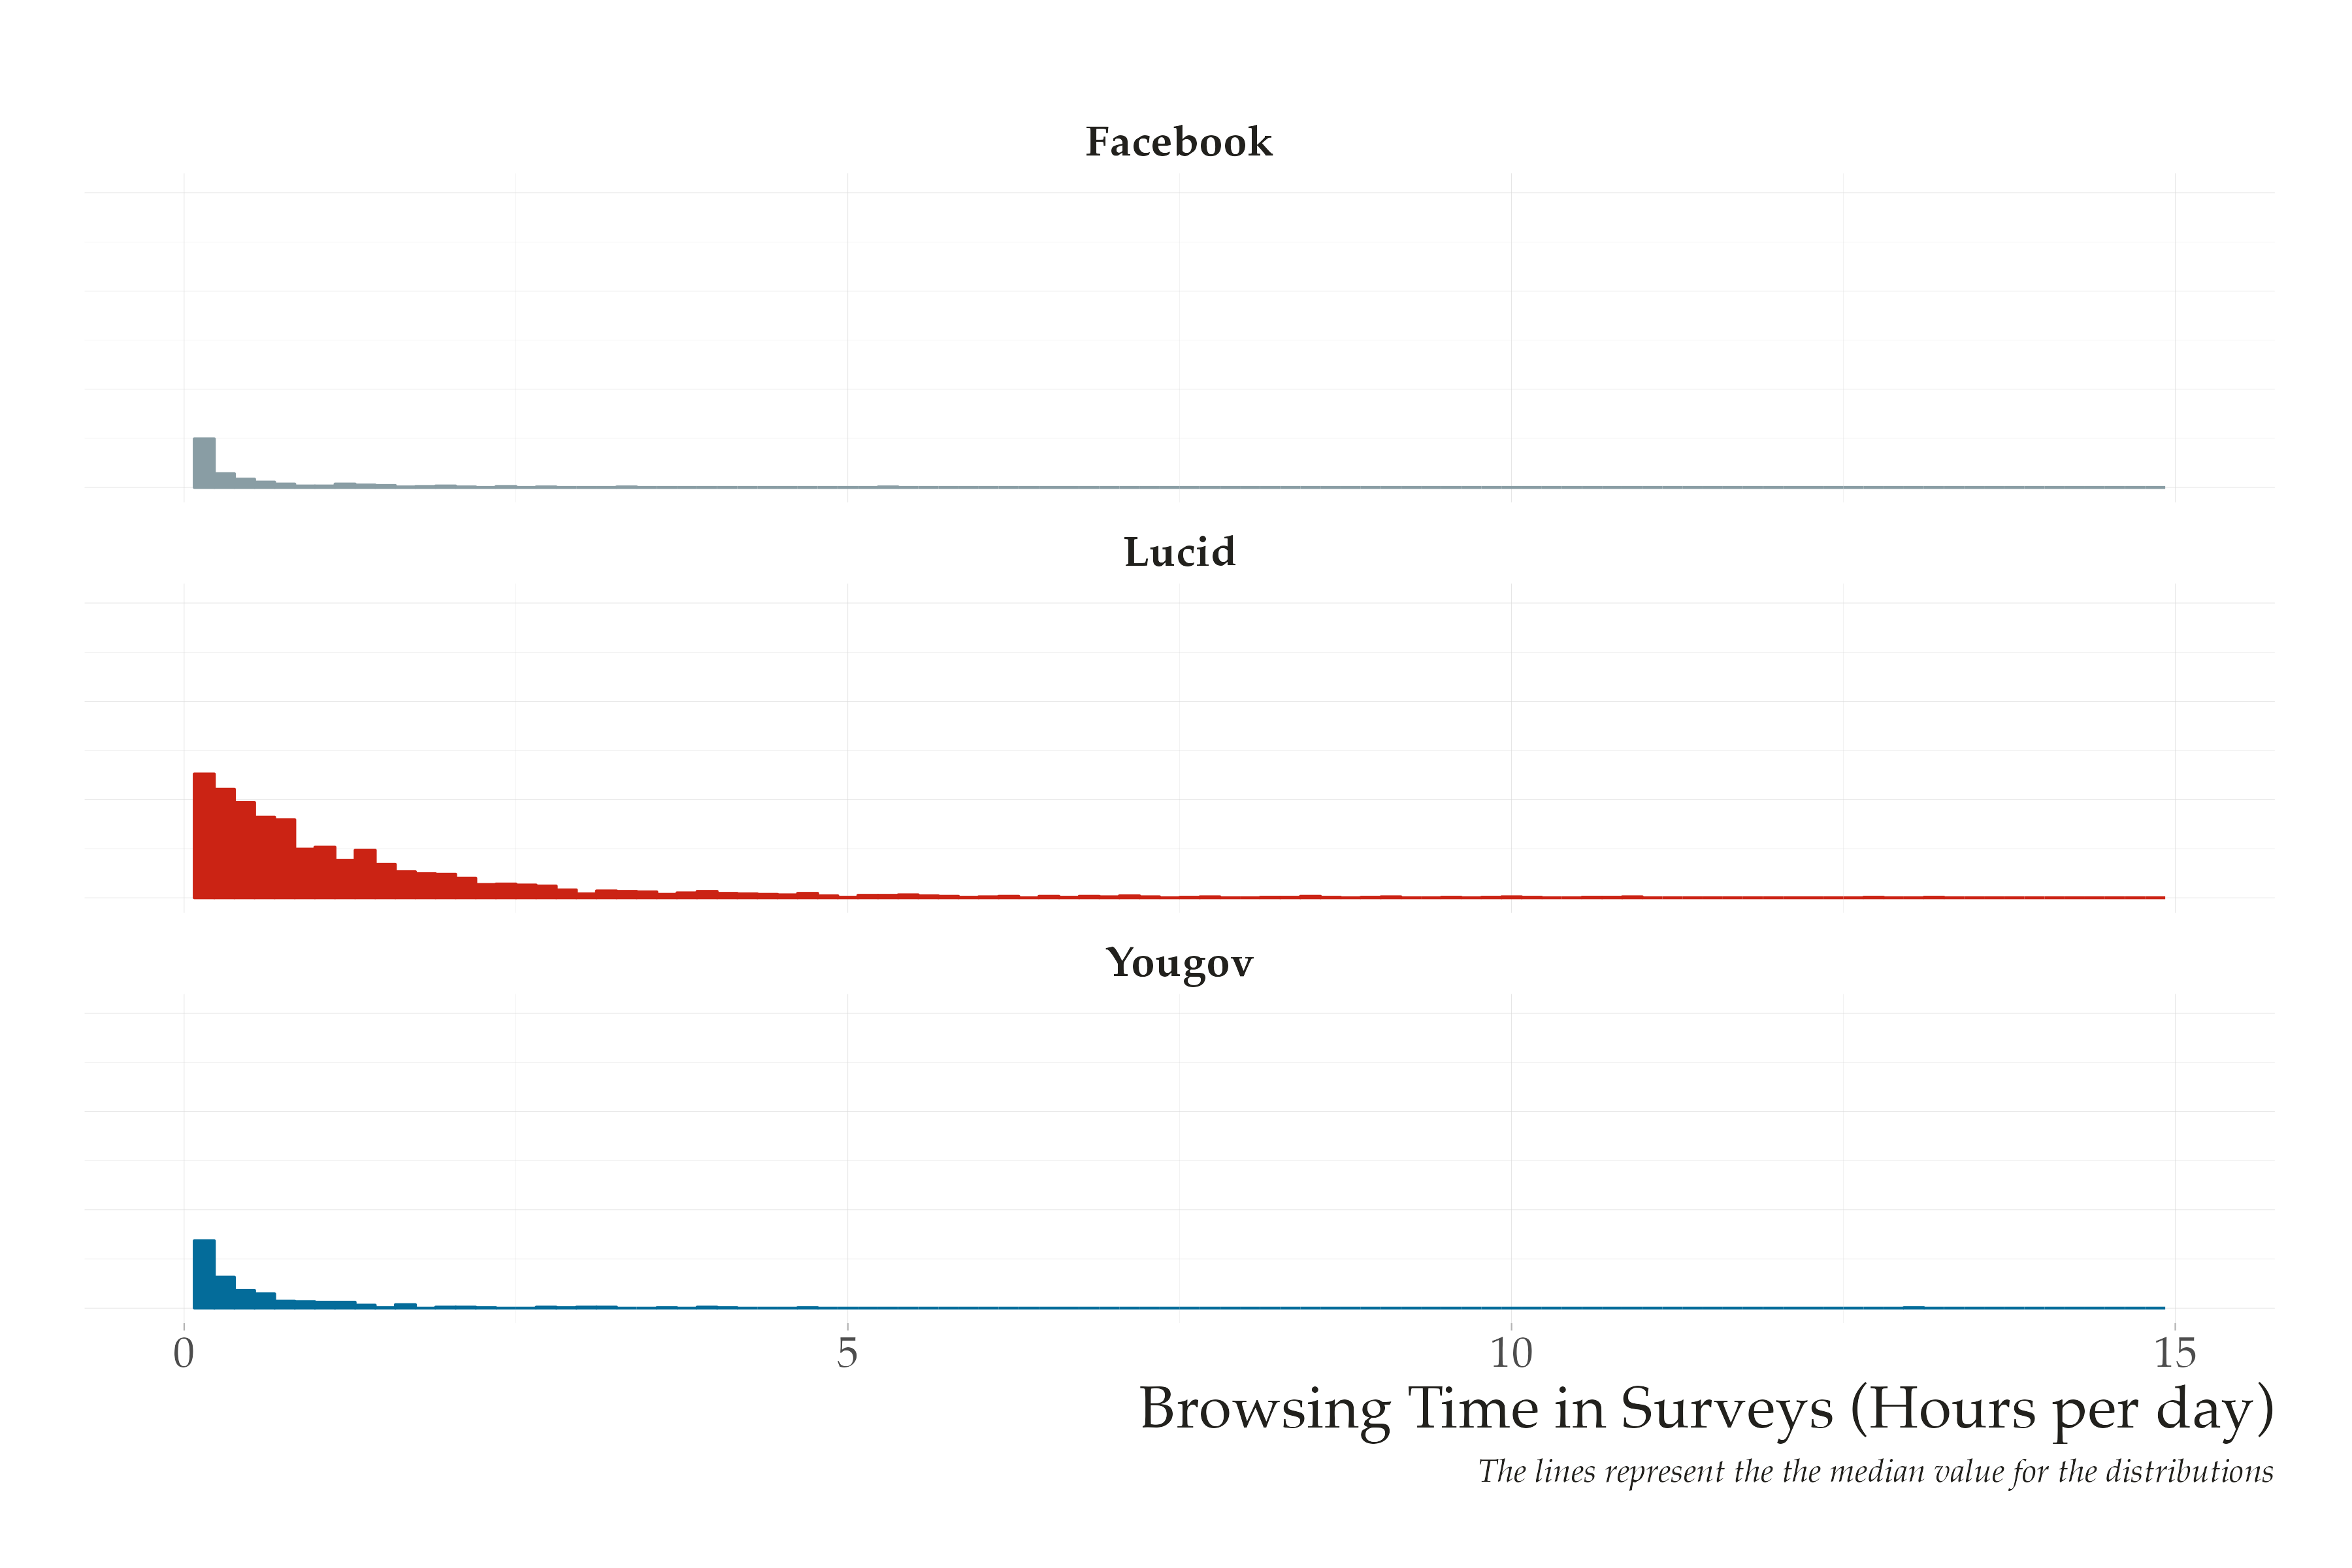 Facebook
Lucid
Yougov
0 5 10 15
Browsing Time in Surveys (Hours per day)
The lines represent the the median value for the distributions